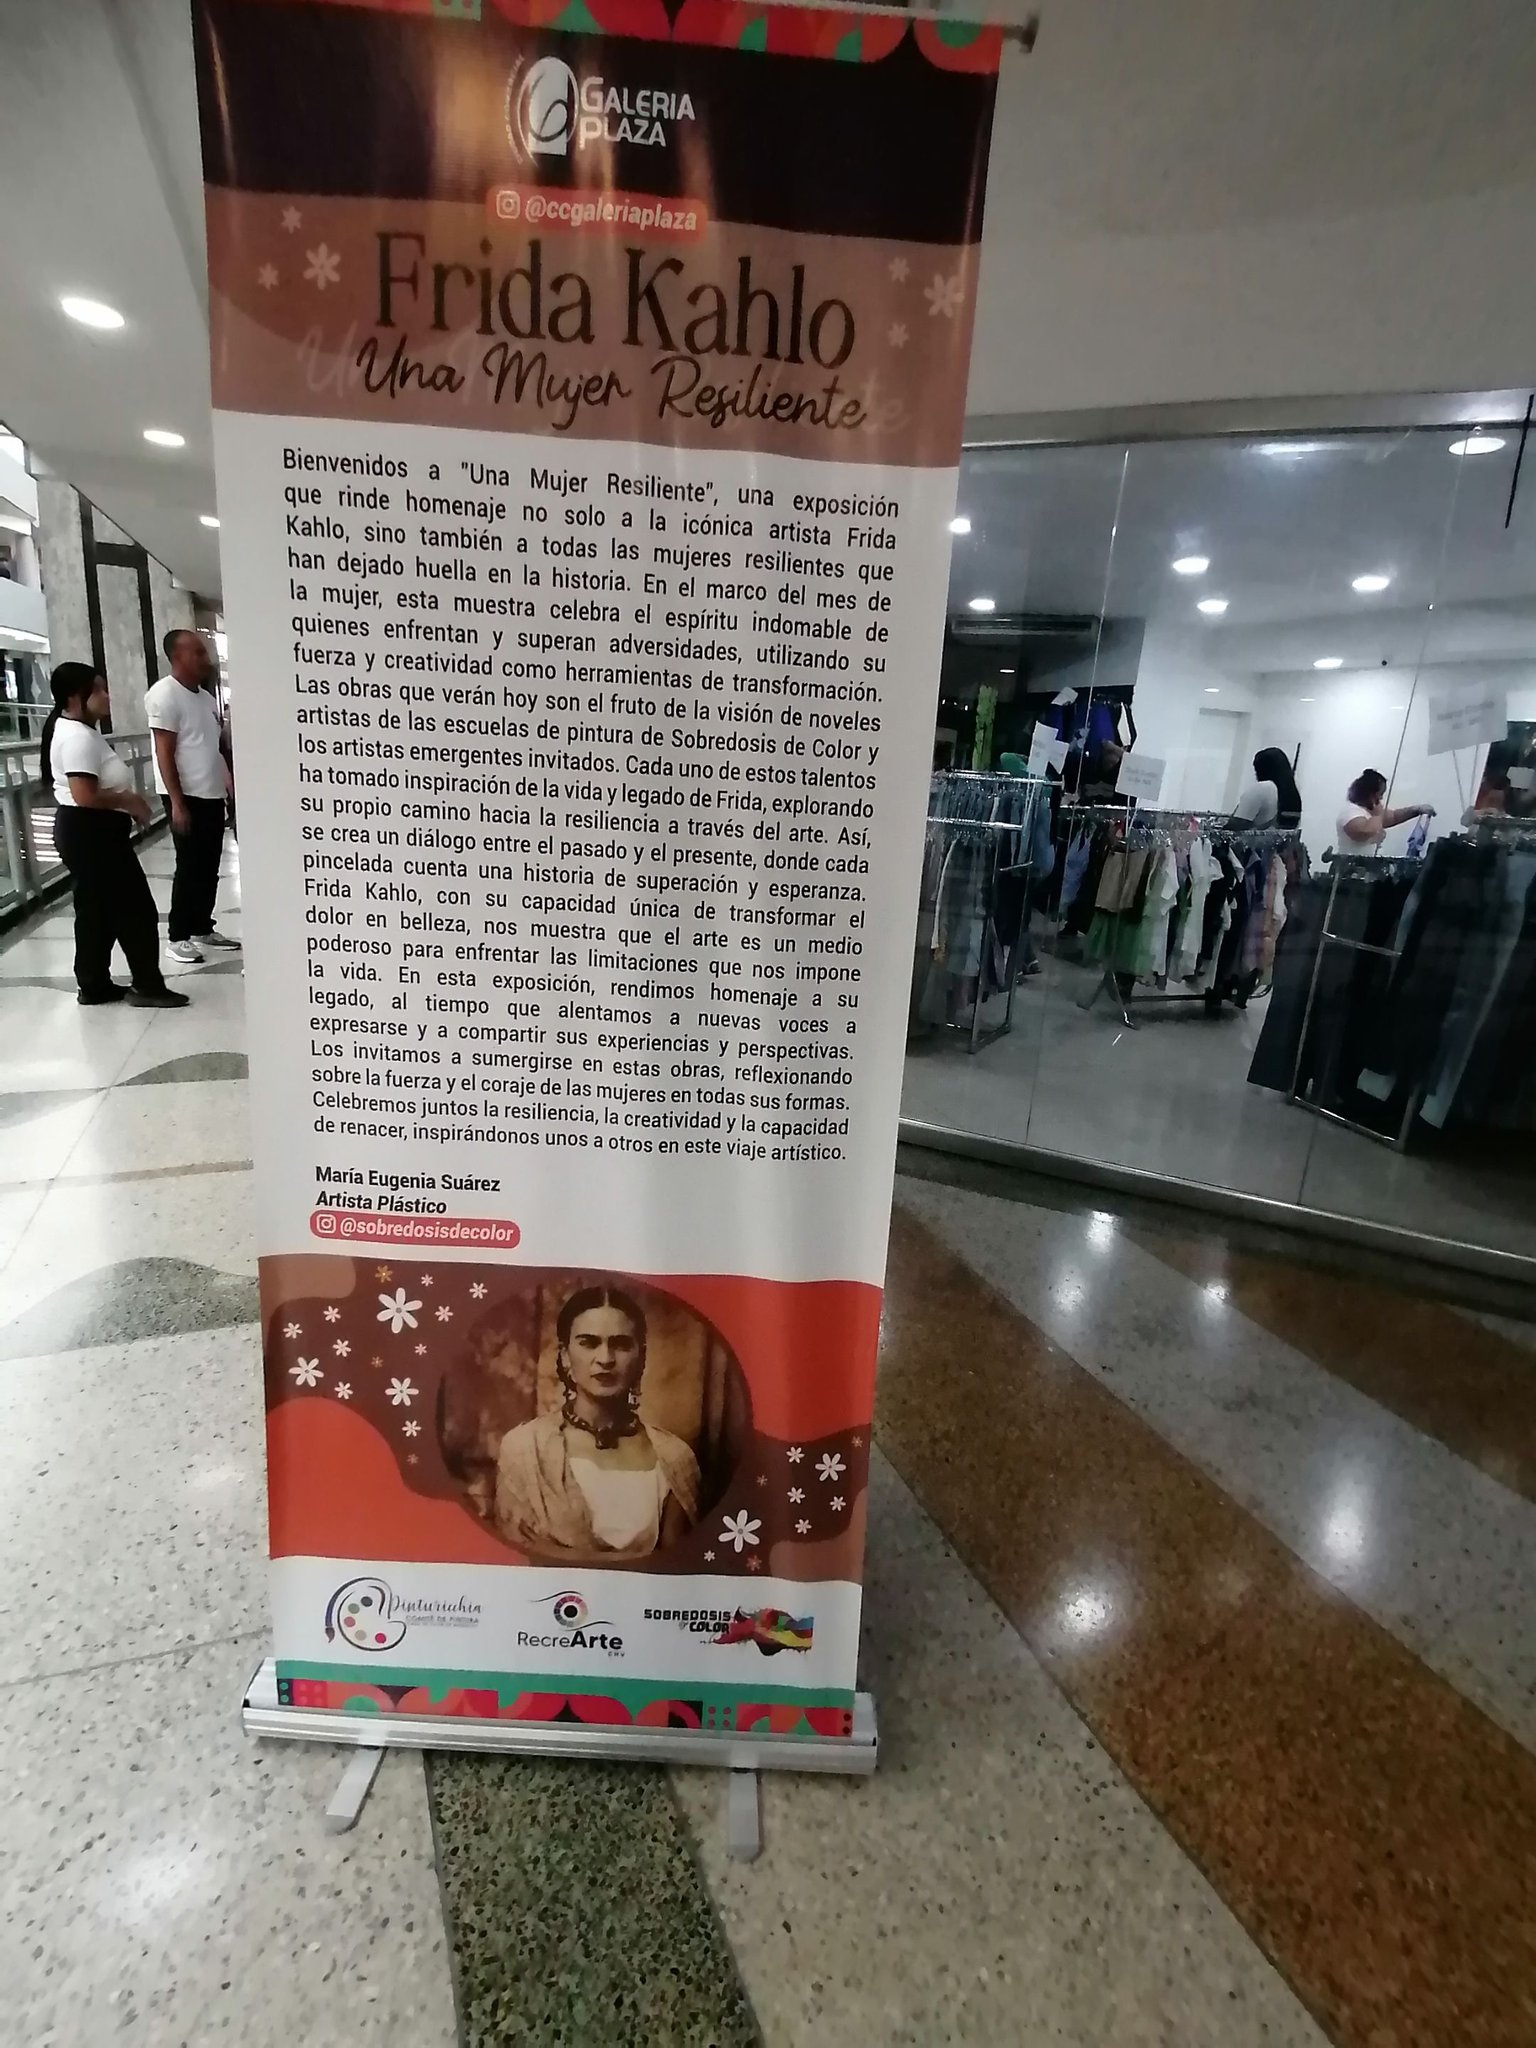 GALERIA
PLAZA
@ccgaleriaplaza
Frida Kahlo
Una Mujer Resiliente
Bienvenidos a "Una Mujer Resiliente", una exposición
que rinde homenaje no solo a la icónica artista Frida
Kahlo, sino también a todas las mujeres resilientes que
han dejado huella en la historia. En el marco del mes de
la mujer, esta muestra celebra el espíritu indomable de
quienes enfrentan y superan adversidades, utilizando su
fuerza y creatividad como herramientas de transformación.
Las obras que verán hoy son el fruto de la visión de noveles
artistas de las escuelas de pintura de Sobredosis de Color y
los artistas emergentes invitados. Cada uno de estos talentos
ha tomado inspiración de la vida y legado de Frida, explorando
su propio camino hacia la resiliencia a través del arte. Así,
se crea un diálogo entre el pasado y el presente, donde cada
pincelada cuenta una historia de superación y esperanza.
Frida Kahlo, con su capacidad única de transformar el
dolor en belleza, nos muestra que el arte es un medio
poderoso para enfrentar las limitaciones que nos impone
la vida. En esta exposición, rendimos homenaje a su
legado, al tiempo que alentamos a nuevas voces a
expresarse y a compartir sus experiencias y perspectivas.
Los invitamos a sumergirse en estas obras, reflexionando
sobre la fuerza y el coraje de las mujeres en todas sus formas.
Celebremos juntos la resiliencia, la creatividad y la capacidad
de renacer, inspirándonos unos a otros en este viaje artístico.
María Eugenia Suárez
Artista Plástico
@sobredosisdecolor
Pinturicchia
COMITÉ DE PINTURA
RecreArte
SOBREDOSIS
COLOR